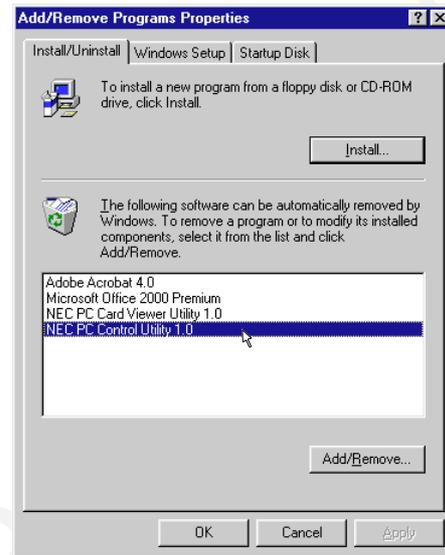 Add/Remove Programs Properties
Install/Uninstall Windows Setup Startup Disk
To install a new program from a floppy disk or CD-ROM
drive, click Install.
Install...
The following software can be automatically removed by
Windows. To remove a program or to modify its installed
components, select it from the list and click
Add/Remove.
Adobe Acrobat 4.0
Microsoft Office 2000 Premium
NEC PC Card Viewer Utility 1.0
NEC PC Control Utility 1.0
Add/Remove...
OK Cancel Apply